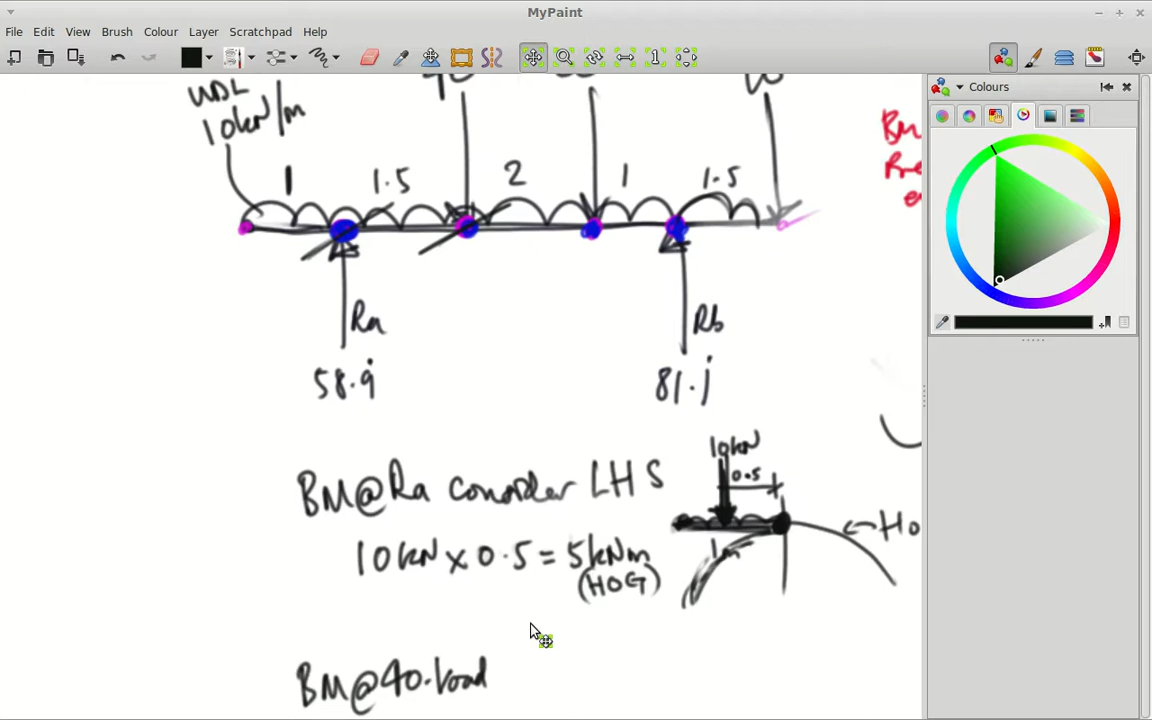 MyPaint
File Edit View Brush Colour Layer Scratchpad Help
Colours
UDL
10kN/m
1 1.5 2 1 1.5
Ra
Rb
58.9
81.1
10kN
0.5
BM@Ra consider LHS
1m
10kN x 0.5 = 5kNm
(HOG)
BM@40.Load